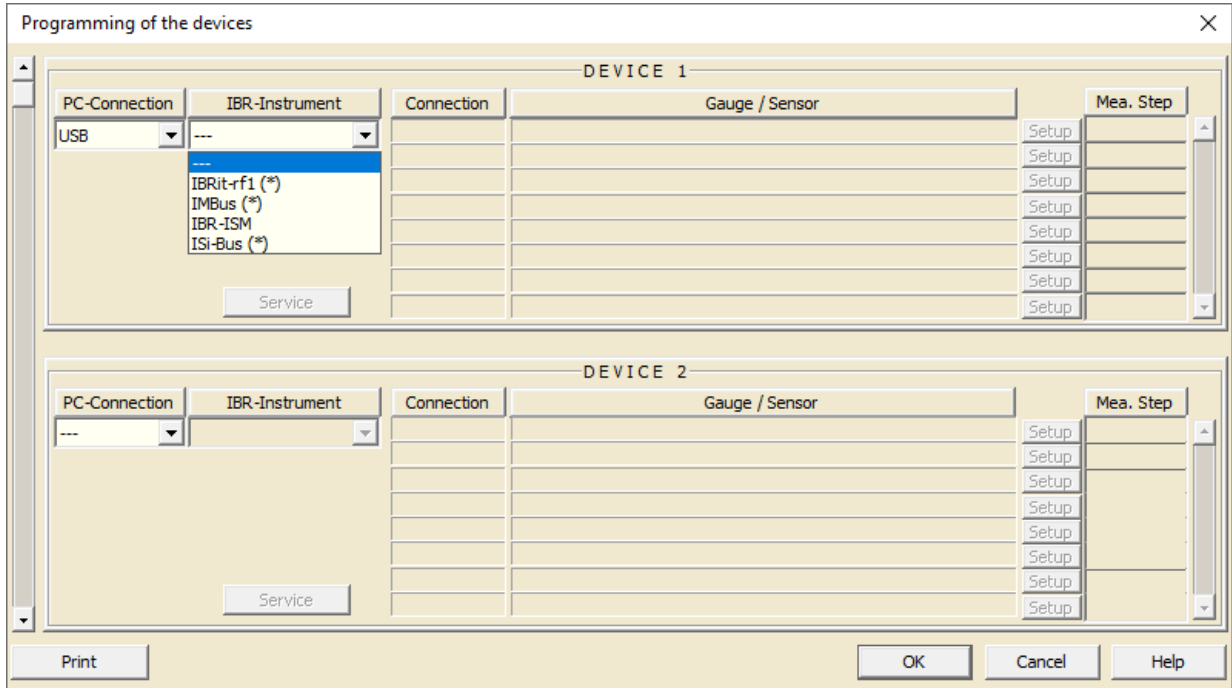 Programming of the devices
DEVICE 1
PC-Connection IBR-Instrument Connection Gauge / Sensor Mea. Step
USB --- Setup
--- Setup
IBRit-rf1 (*) Setup
IMBus (*) Setup
IBR-ISM Setup
ISi-Bus (*) Setup
Setup
Service Setup
DEVICE 2
PC-Connection IBR-Instrument Connection Gauge / Sensor Mea. Step
--- Setup
Setup
Setup
Setup
Setup
Setup
Setup
Service Setup
Print OK Cancel Help